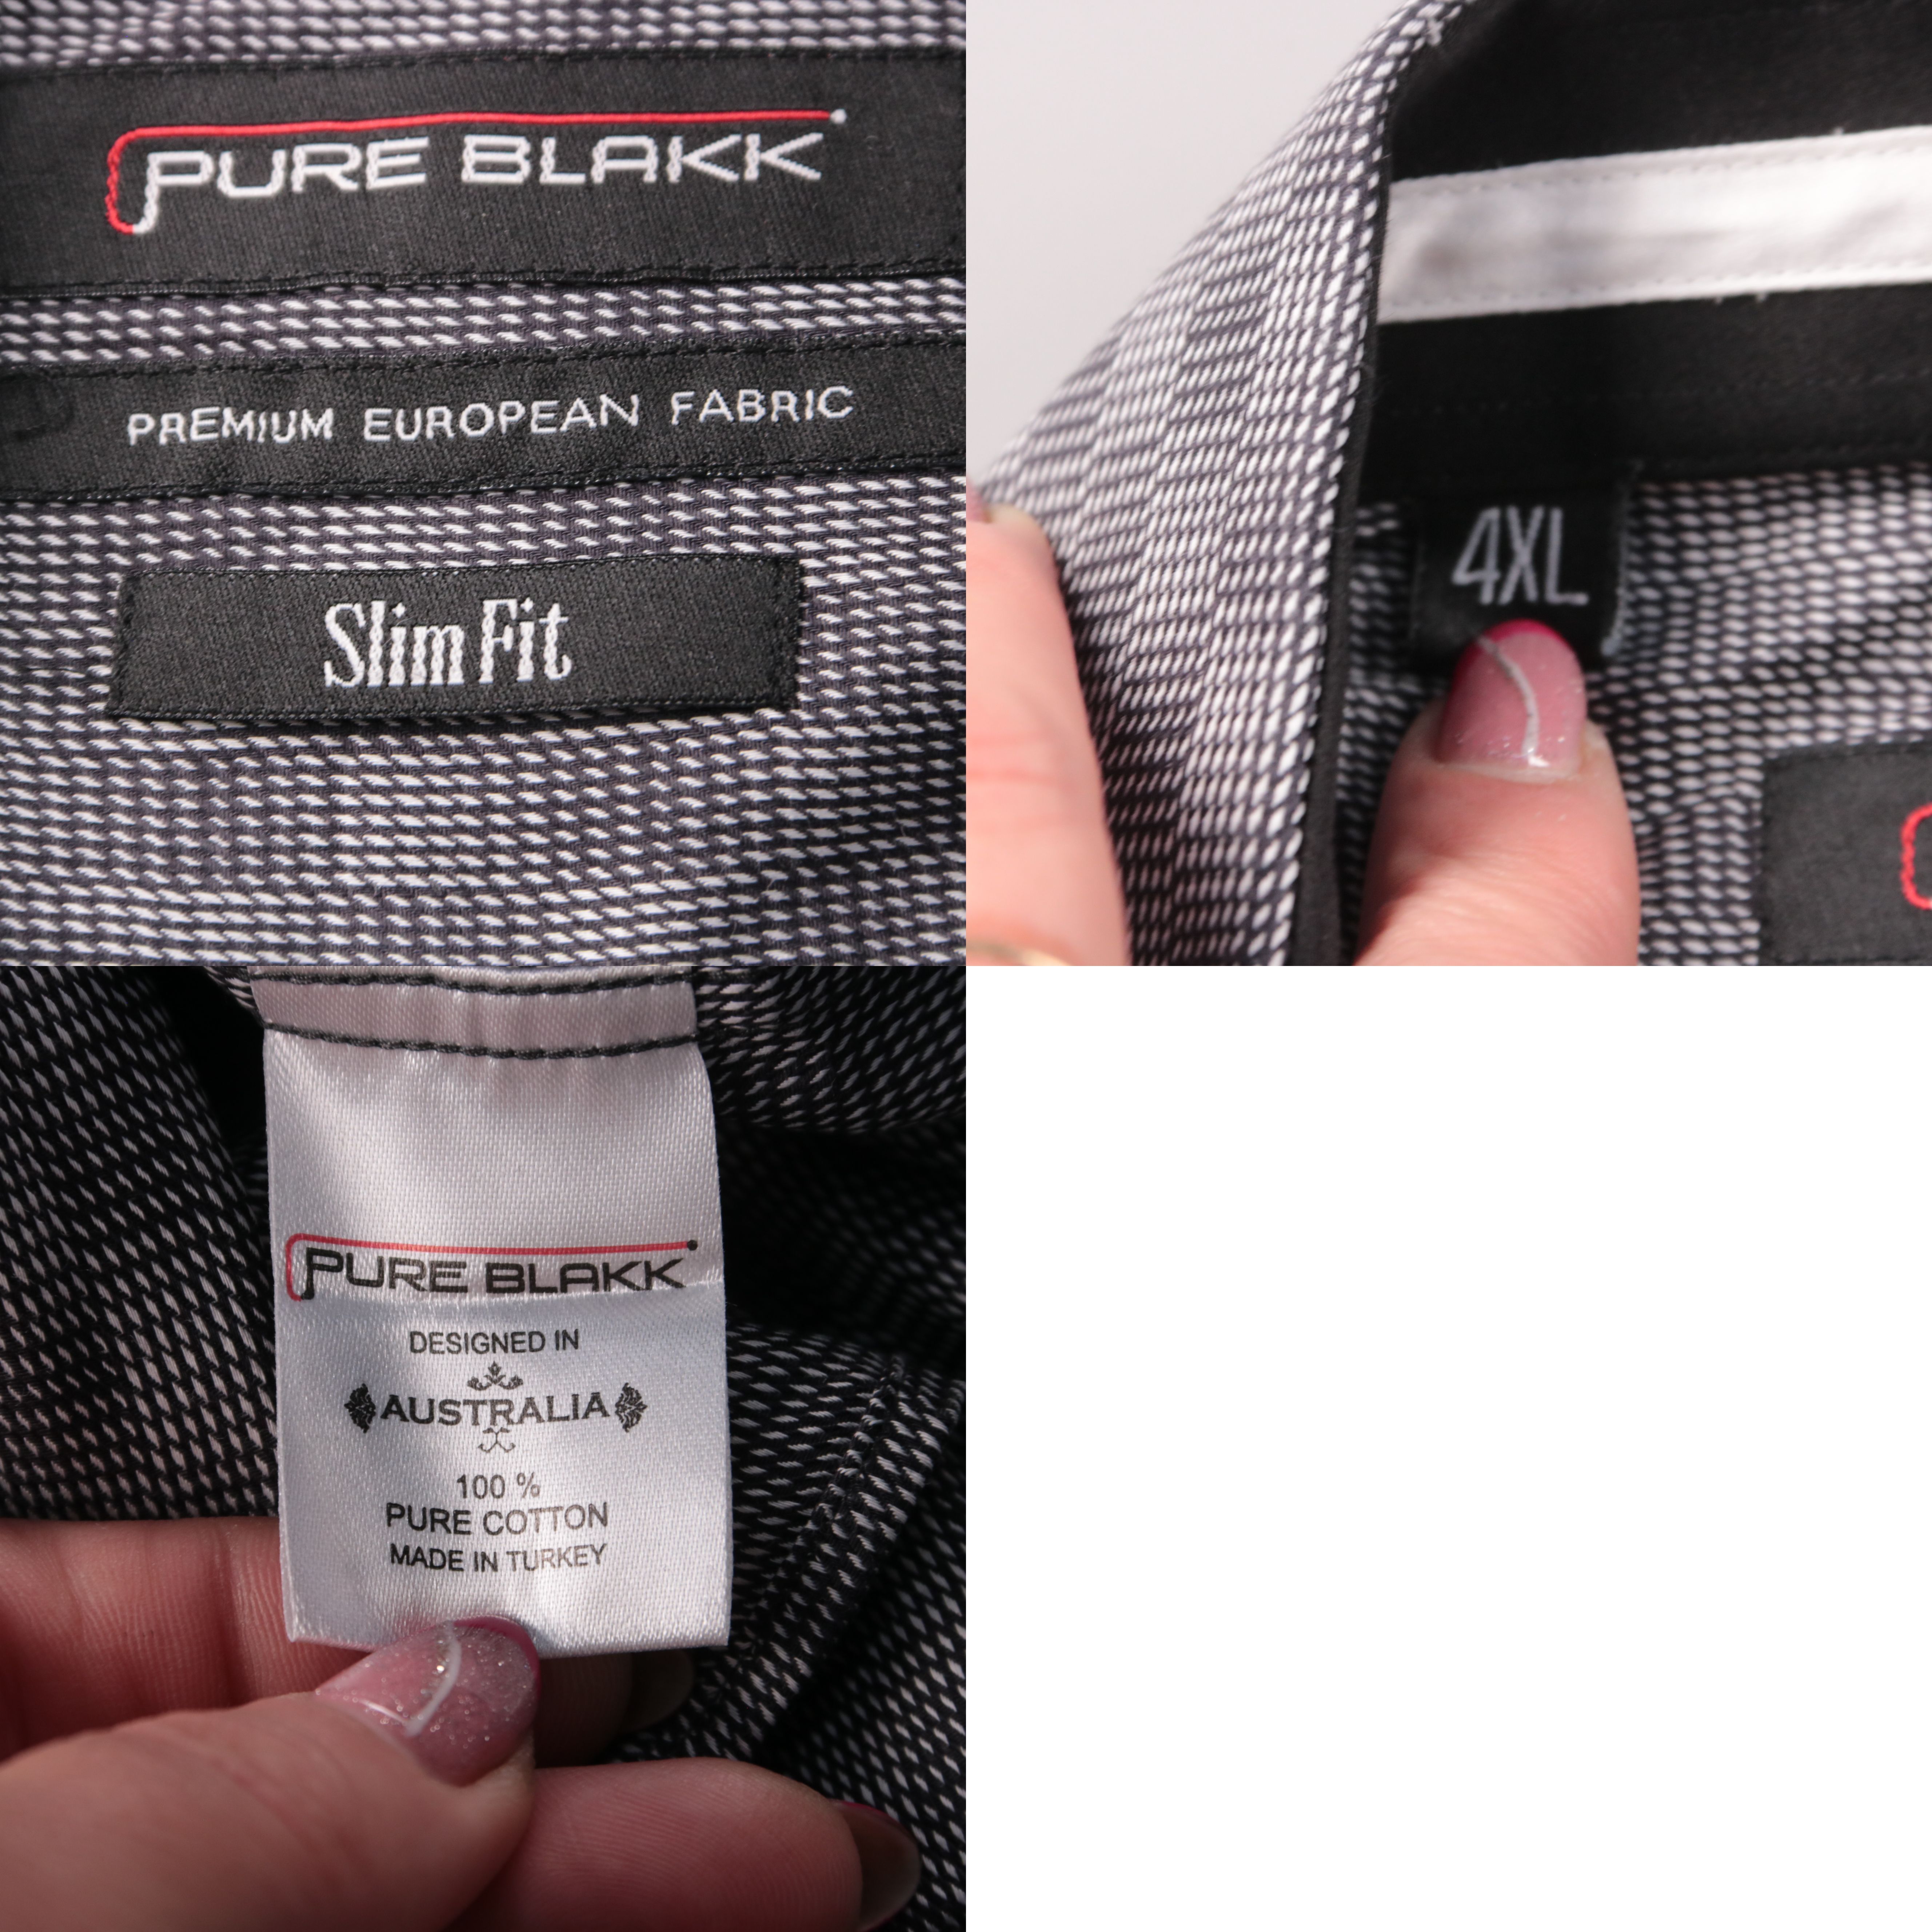 PURE BLAKK
PREMIUM EUROPEAN FABRIC
Slim Fit
4XL
PURE BLAKK
DESIGNED IN
AUSTRALIA
100 %
PURE COTTON
MADE IN TURKEY